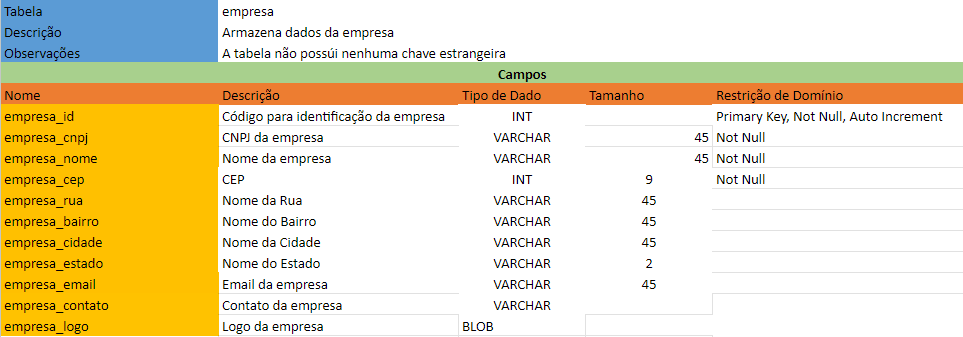 Tabela empresa
Descrição Armazena dados da empresa
Observações A tabela não possúi nenhuma chave estrangeira
Campos
Nome Descrição Tipo de Dado Tamanho Restrição de Domínio
empresa_id Código para identificação da empresa INT Primary Key, Not Null, Auto Increment
empresa_cnpj CNPJ da empresa VARCHAR 45 Not Null
empresa_nome Nome da empresa VARCHAR 45 Not Null
empresa_cep CEP INT 9 Not Null
empresa_rua Nome da Rua VARCHAR 45
empresa_bairro Nome do Bairro VARCHAR 45
empresa_cidade Nome da Cidade VARCHAR 45
empresa_estado Nome do Estado VARCHAR 2
empresa_email Email da empresa VARCHAR 45
empresa_contato Contato da empresa VARCHAR
empresa_logo Logo da empresa BLOB